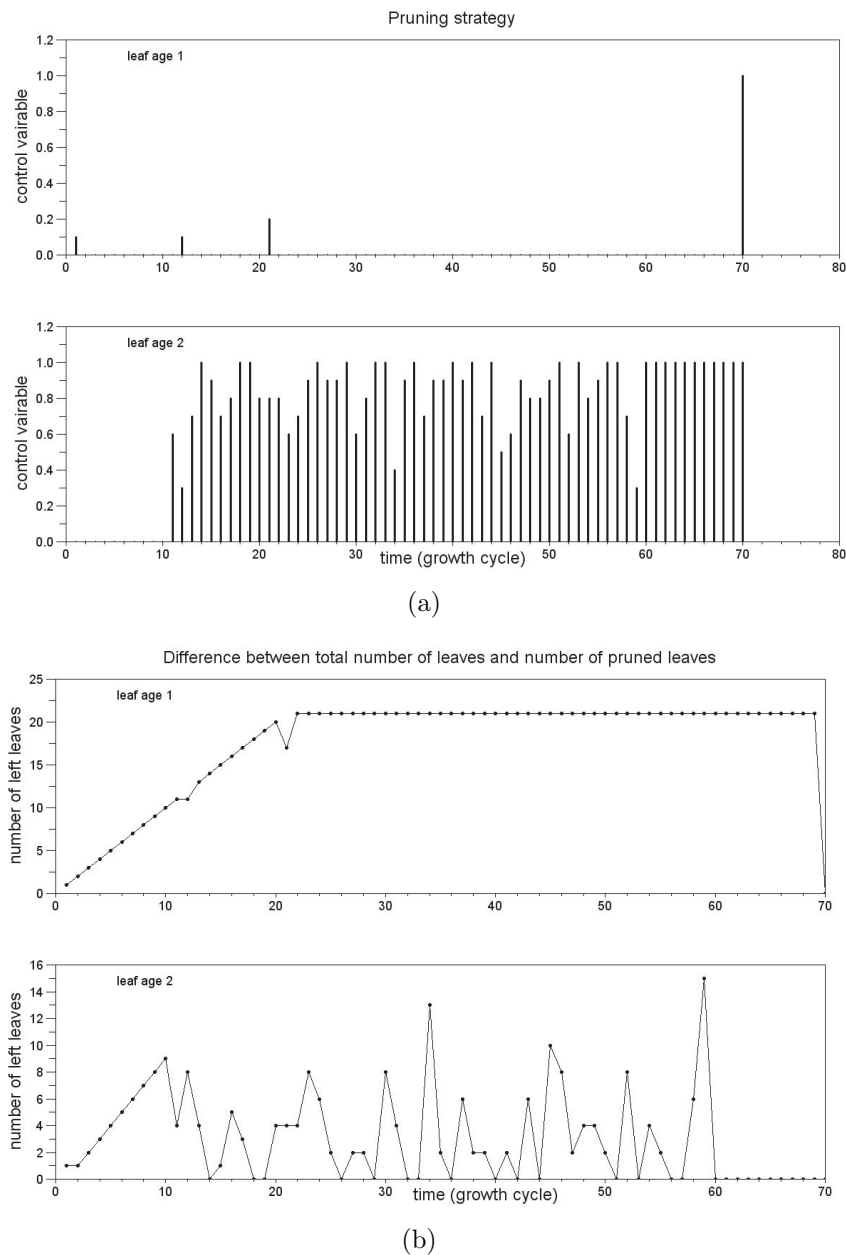 Pruning strategy
leaf age 1
control vairable
1.2
1.0
0.8
0.6
0.4
0.2
0.0
0 10 20 30 40 50 60 70 80
leaf age 2
control vairable
1.2
1.0
0.8
0.6
0.4
0.2
0.0
0 10 20 30 40 50 60 70 80
time (growth cycle)
(a)
Difference between total number of leaves and number of pruned leaves
leaf age 1
number of left leaves
25
20
15
10
5
0
0 10 20 30 40 50 60 70
leaf age 2
number of left leaves
16
14
12
10
8
6
4
2
0
0 10 20 30 40 50 60 70
time (growth cycle)
(b)